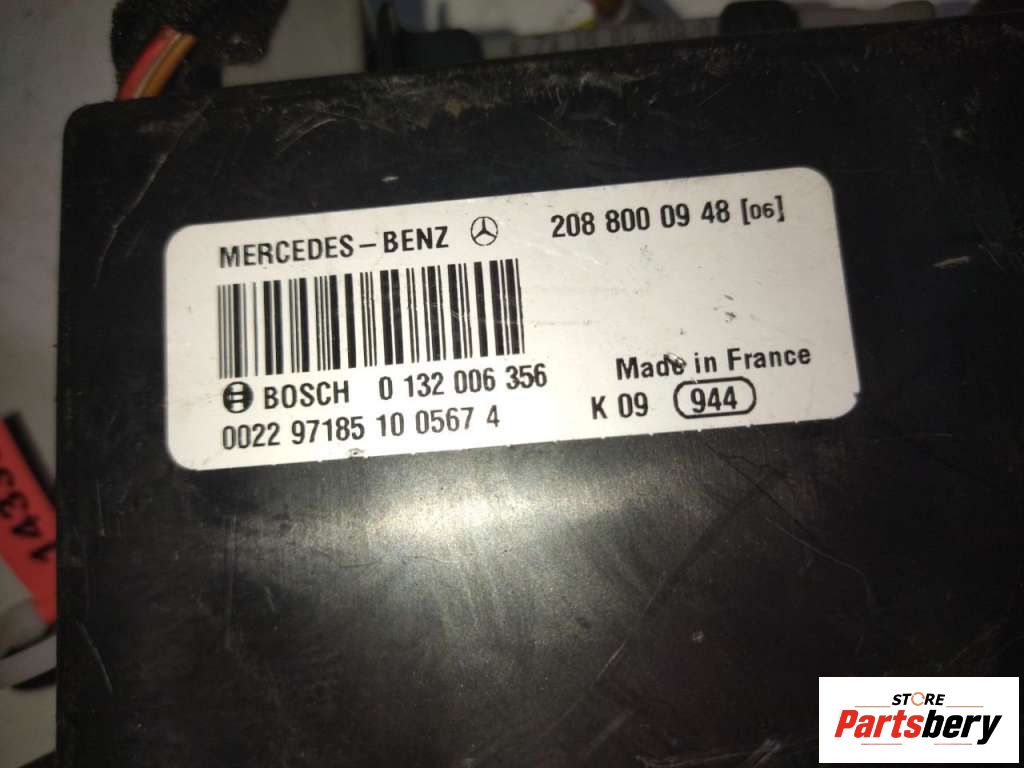 MERCEDES-BENZ 208 800 09 48 [06]
BOSCH 0 132 006 356
0022 97185 10 0567 4
Made in France
K 09 944
STORE
Partsbery